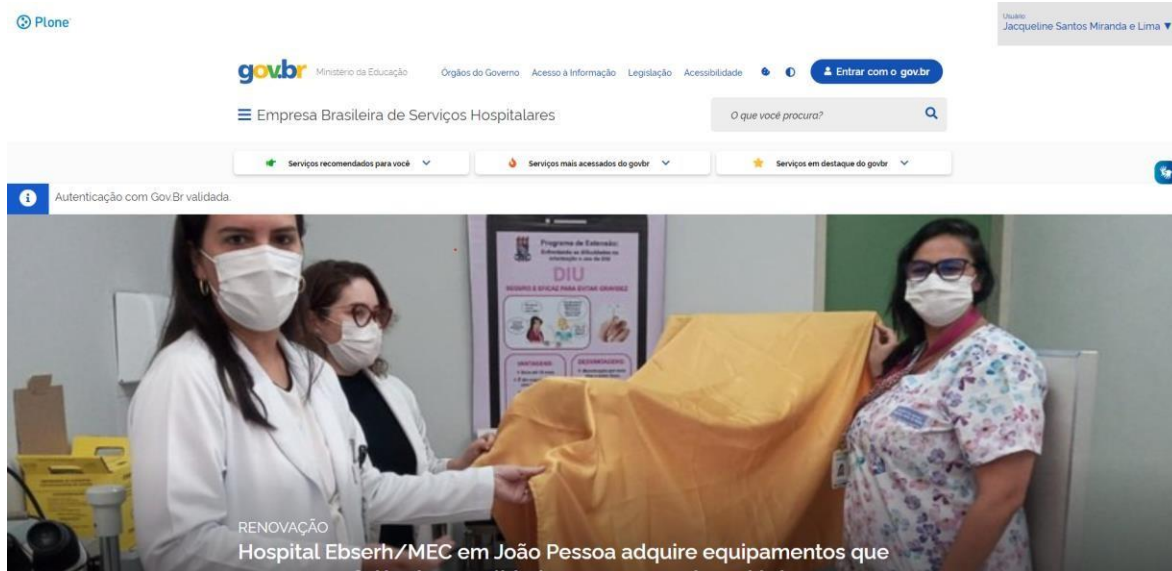 Plone
Usuário
Jacqueline Santos Miranda e Lima ▼
gov.br
Ministério da Educação
Órgãos do Governo Acesso à Informação Legislação Acessibilidade
Entrar com o gov.br
Empresa Brasileira de Serviços Hospitalares
O que você procura?
Serviços recomendados para você
Serviços mais acessados do govbr
Serviços em destaque do govbr
Autenticação com Gov.Br validada.
Programa de Extensão:
DIU
RENOVAÇÃO
Hospital Ebserh/MEC em João Pessoa adquire equipamentos que